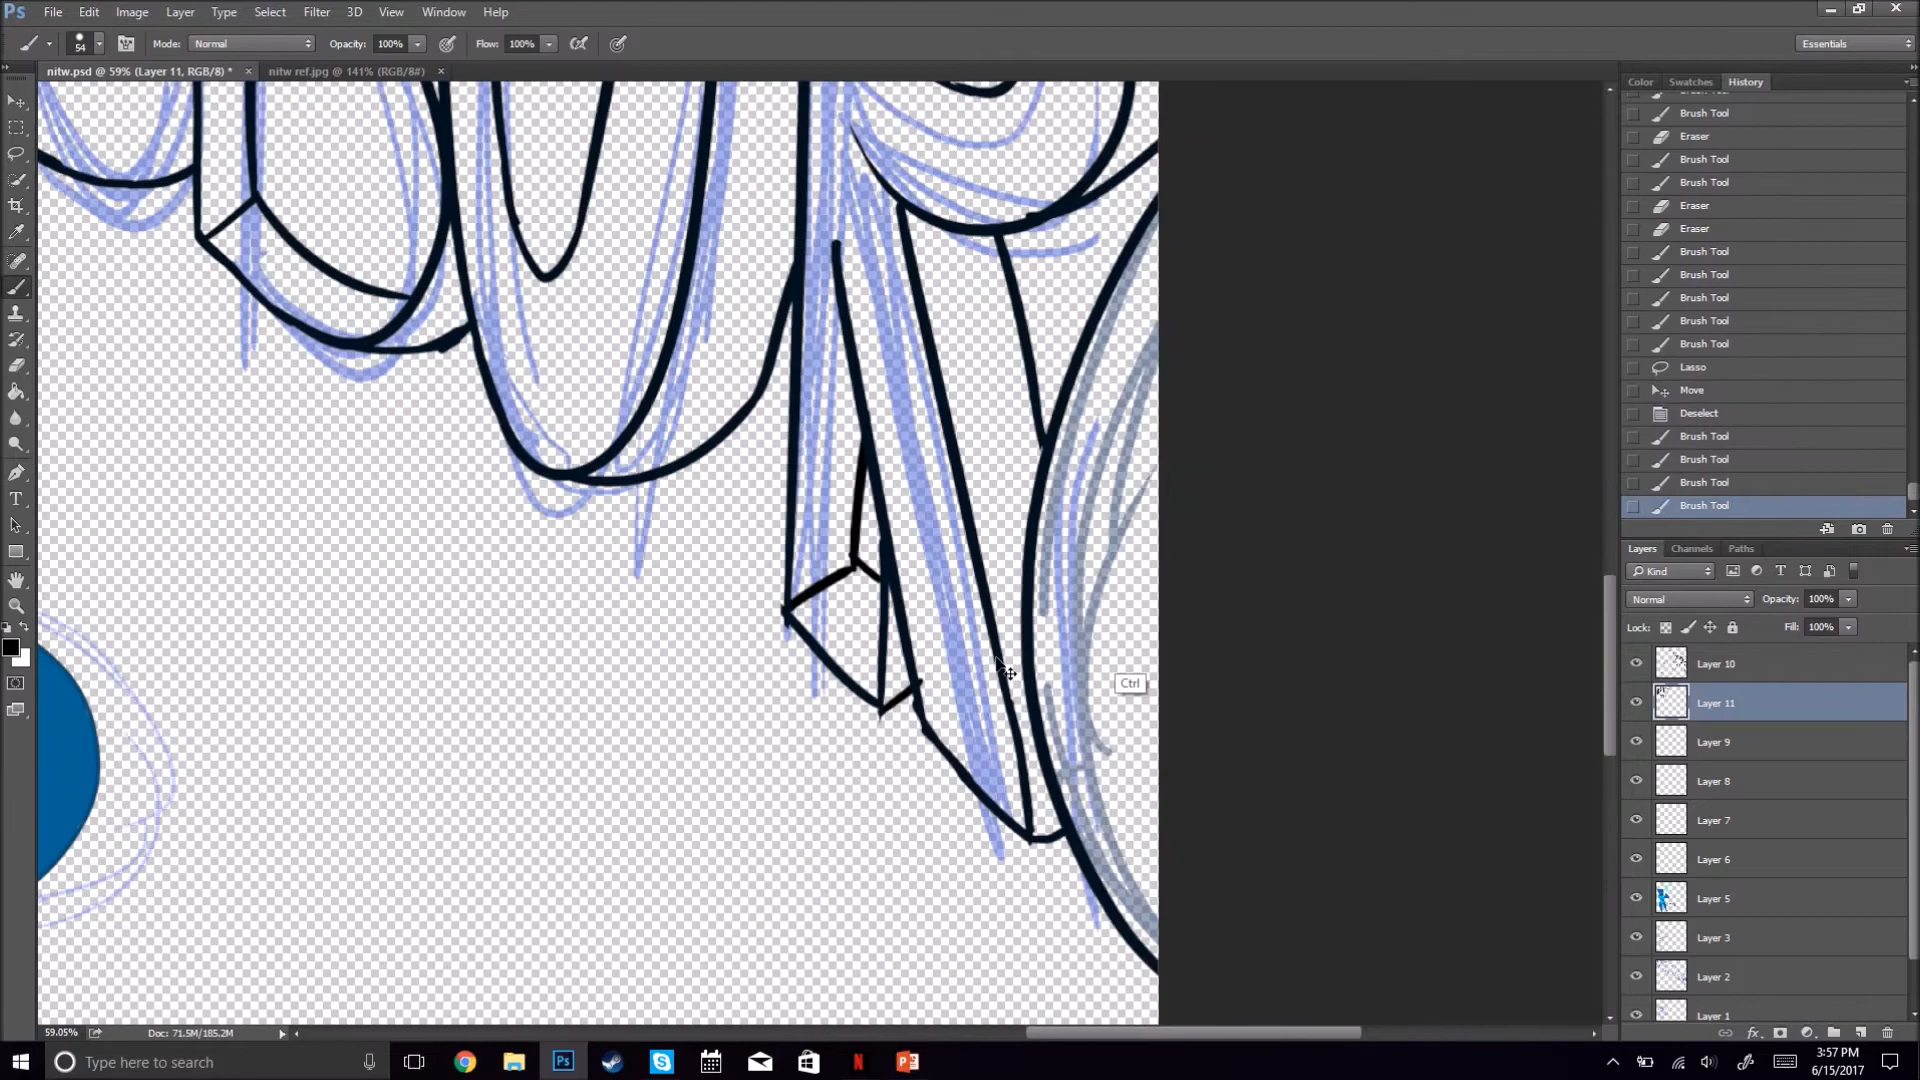 Ps File Edit Image Layer Type Select Filter 3D View Window Help
54 Mode: Normal Opacity: 100% Flow: 100% Essentials
nitw.psd @ 59% (Layer 11, RGB/8) * × nitw ref.jpg @ 141% (RGB/8#) ×
Color Swatches History
Brush Tool
Brush Tool
Eraser
Brush Tool
Brush Tool
Eraser
Eraser
Brush Tool
Brush Tool
Brush Tool
Brush Tool
Brush Tool
Lasso
Move
Deselect
Brush Tool
Brush Tool
Brush Tool
Brush Tool
Layers Channels Paths
Kind
Normal Opacity: 100%
Lock: Fill: 100%
Layer 10
Layer 11
Layer 9
Layer 8
Layer 7
Layer 6
Layer 5
Layer 3
Layer 2
Layer 1
Ctrl
59.05% Doc: 71.5M/185.2M
Type here to search
3:57 PM
6/15/2017